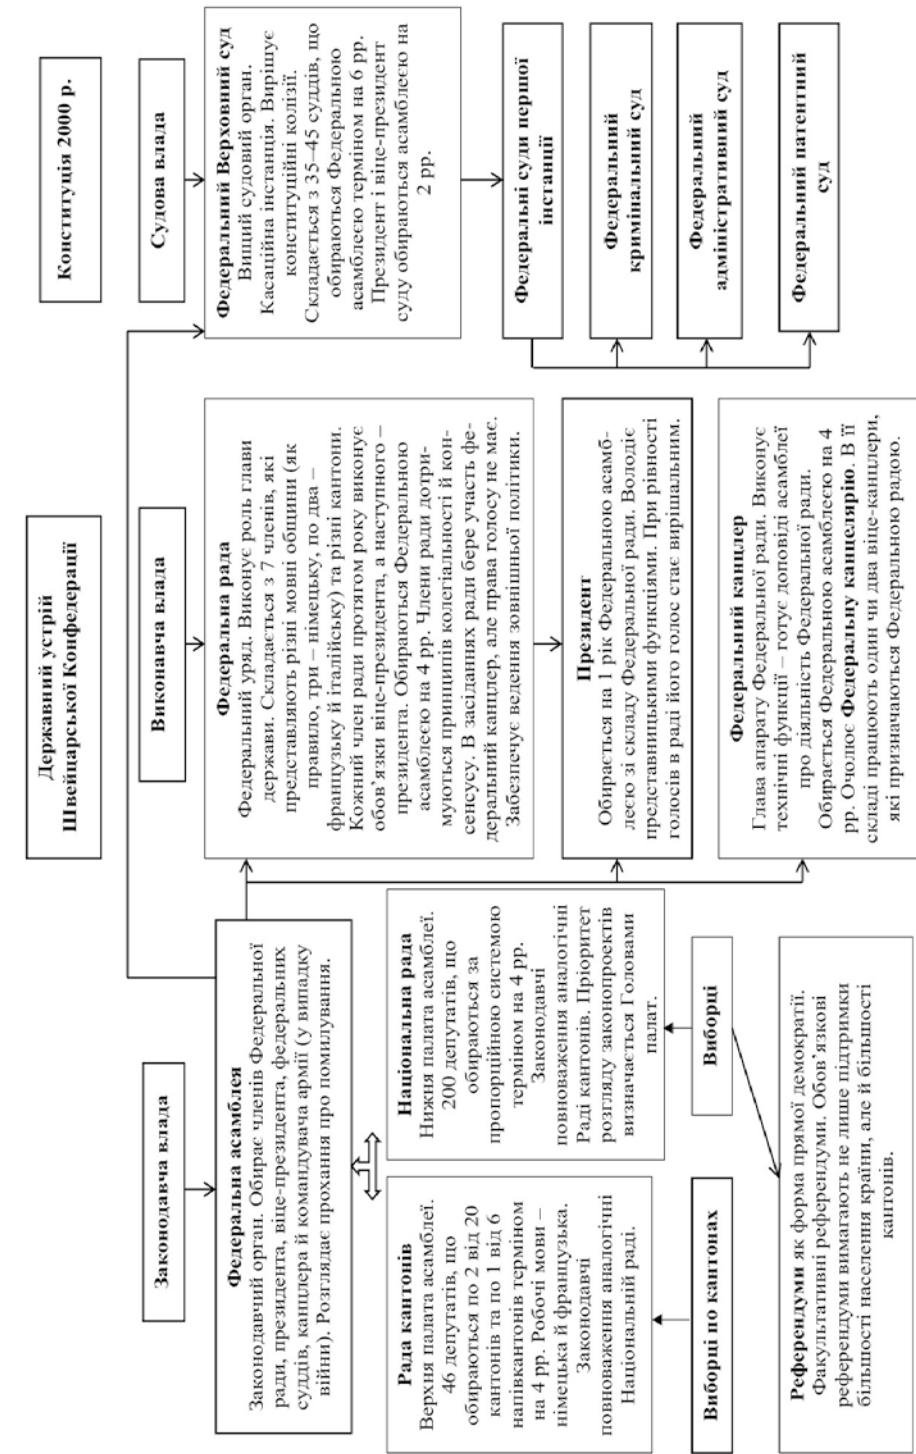 Державний устрій
Швейцарської Конфедерації
Конституція 2000 р.
Законодавча влада
Виконавча влада
Судова влада
Федеральна асамблея
Законодавчий орган. Обирає членів Федеральної
ради, президента, віце-президента, федеральних
суддів, канцлера й командувача армії (у випадку
війни). Розглядає прохання про помилування.
Рада кантонів
Верхня палата асамблеї.
46 депутатів, що
обираються по 2 від 20
кантонів та по 1 від 6
напівкантонів терміном
на 4 рр. Робочі мови –
німецька й французька.
Законодавчі
повноваження аналогічні
Національній раді.
Національна рада
Нижня палата асамблеї.
200 депутатів, що
обираються за
пропорційною системою
терміном на 4 рр.
Законодавчі
повноваження аналогічні
Раді кантонів. Пріоритет
розгляду законопроектів
визначається Головами
палат.
Виборці по кантонах
Виборці
Референдуми як форма прямої демократії.
Факультативні референдуми. Обов’язкові
референдуми вимагають не лише підтримки
більшості населення країни, але й більшості
кантонів.
Федеральна рада
Федеральний уряд. Виконує роль глави
держави. Складається з 7 членів, які
представляють різні мовні общини (як
правило, три – німецьку, по два –
французьку й італійську) та різні кантони.
Кожний член ради протягом року виконує
обов’язки віце-президента, а наступного –
президента. Обираються Федеральною
асамблеєю на 4 рр. Члени ради дотри-
муються принципів колегіальності й кон-
сенсусу. В засіданнях ради бере участь фе-
деральний канцлер, але права голосу не має.
Забезпечує ведення зовнішньої політики.
Президент
Обирається на 1 рік Федеральною асамб-
леєю зі складу Федеральної ради. Володіє
представницькими функціями. При рівності
голосів в раді його голос стає вирішальним.
Федеральний канцлер
Глава апарату Федеральної ради. Виконує
технічні функції – готує доповіді асамблеї
про діяльність Федеральної ради.
Обирається Федеральною асамблеєю на 4
рр. Очолює Федеральну канцелярію. В її
складі працюють один чи два віце-канцлери,
які призначаються Федеральною радою.
Федеральний Верховний суд
Вищий судовий орган.
Касаційна інстанція. Вирішує
конституційні колізії.
Складається з 35–45 суддів, що
обираються Федеральною
асамблеєю терміном на 6 рр.
Президент і віце-президент
суду обираються асамблеєю на
2 рр.
Федеральні суди першої
інстанції
Федеральний
кримінальний суд
Федеральний
адміністративний суд
Федеральний патентний
суд